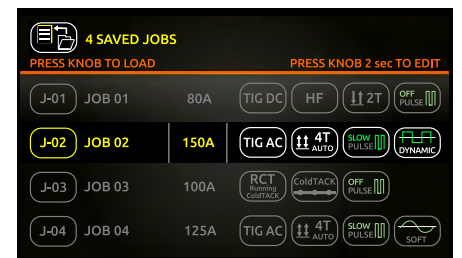 4 SAVED JOBS
PRESS KNOB TO LOAD PRESS KNOB 2 sec TO EDIT
J-01 JOB 01 80A TIG DC HF 2T OFF PULSE
J-02 JOB 02 150A TIG AC 4T AUTO SLOW PULSE DYNAMIC
J-03 JOB 03 100A RCT Running ColdTACK ColdTACK OFF PULSE
J-04 JOB 04 125A TIG AC 4T AUTO SLOW PULSE SOFT